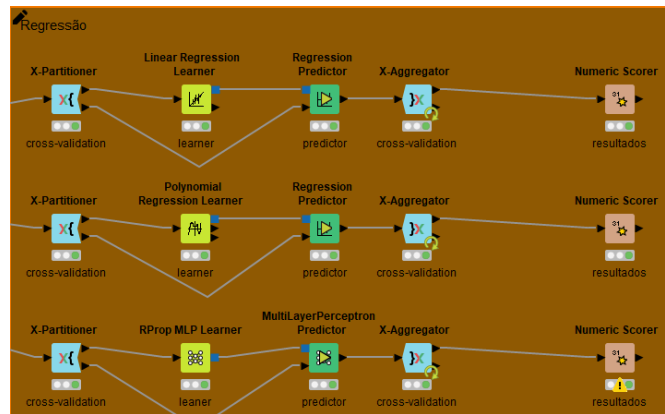 Regressão
Linear Regression Regression
X-Partitioner Learner Predictor X-Aggregator Numeric Scorer
cross-validation learner predictor cross-validation resultados
Polynomial Regression
X-Partitioner Regression Learner Predictor X-Aggregator Numeric Scorer
cross-validation learner predictor cross-validation resultados
MultiLayerPerceptron
X-Partitioner RProp MLP Learner Predictor X-Aggregator Numeric Scorer
cross-validation leaner predictor cross-validation resultados